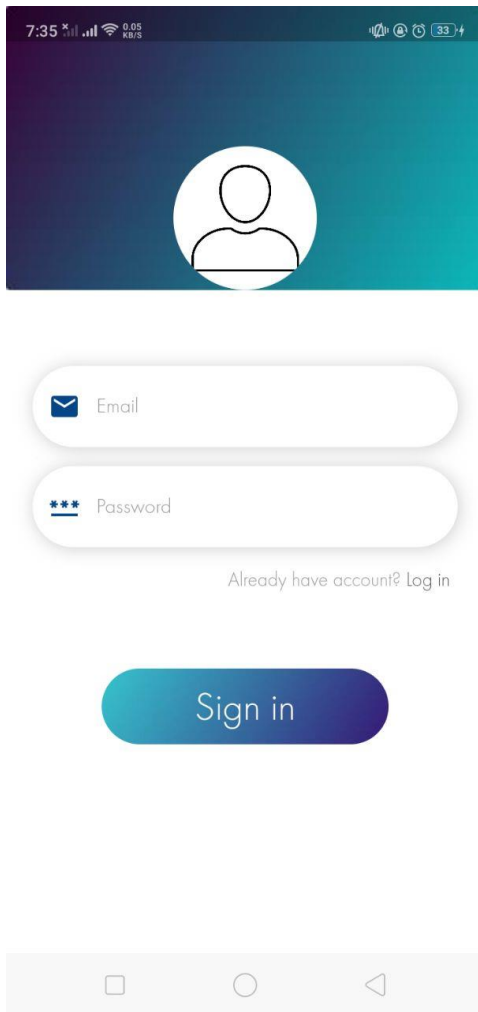 7:35 0.05 KB/S 33
Email
*** Password
Already have account? Log in
Sign in